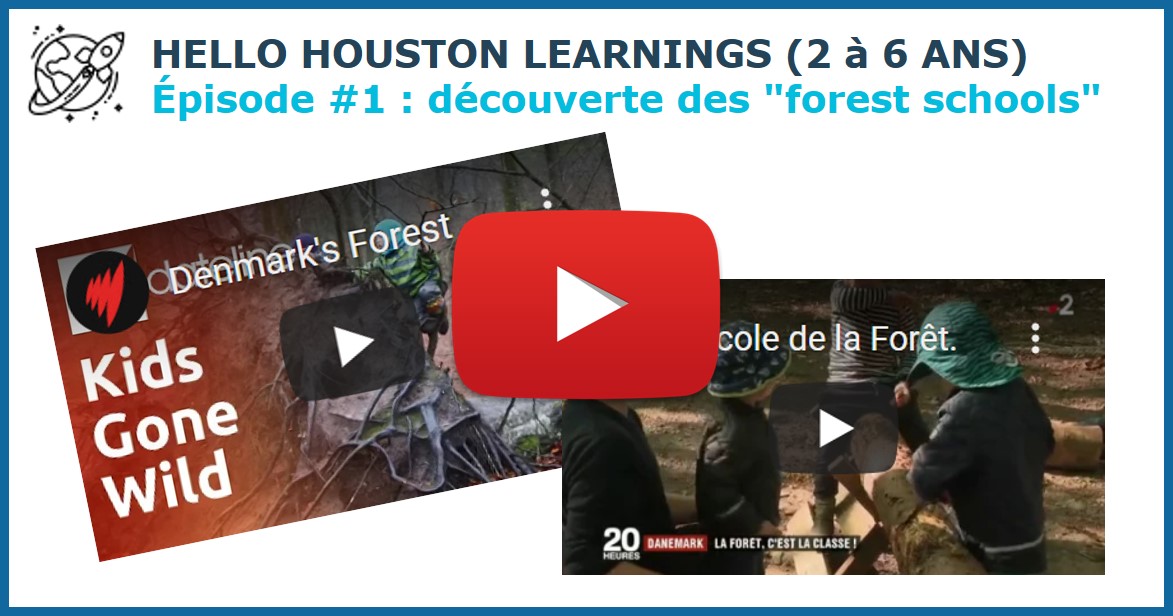 HELLO HOUSTON LEARNINGS (2 à 6 ANS)
Épisode #1 : découverte des "forest schools"
dateline
Denmark's Forest
Kids
Gone
Wild
cole de la Forêt.
2
20
HEURES
DANEMARK
LA FORÊT, C'EST LA CLASSE !